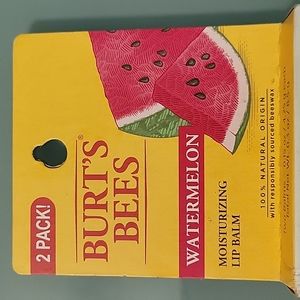 2 PACK!
BURT'S®
BEES
WATERMELON
MOISTURIZING
LIP BALM
100% NATURAL ORIGIN
with responsibly sourced beeswax